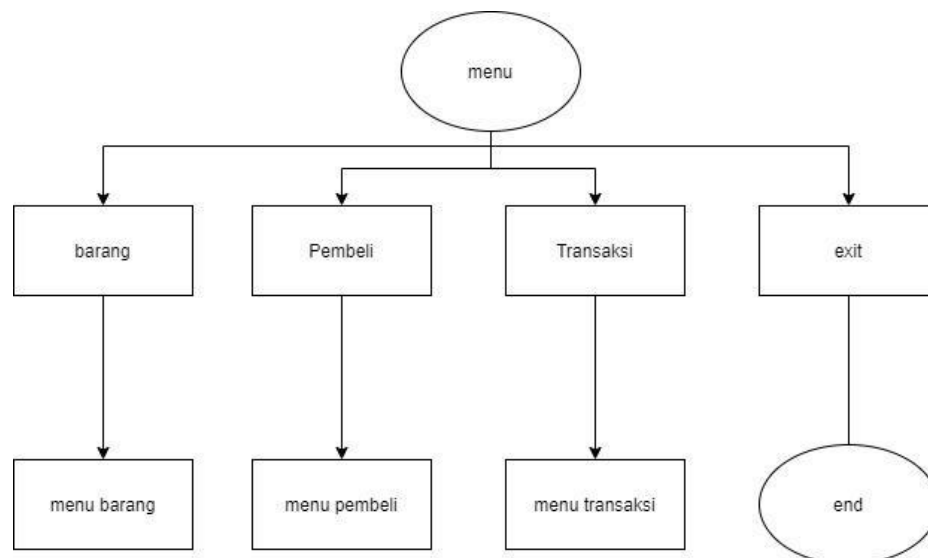 menu
barang
Pembeli
Transaksi
exit
menu barang
menu pembeli
menu transaksi
end